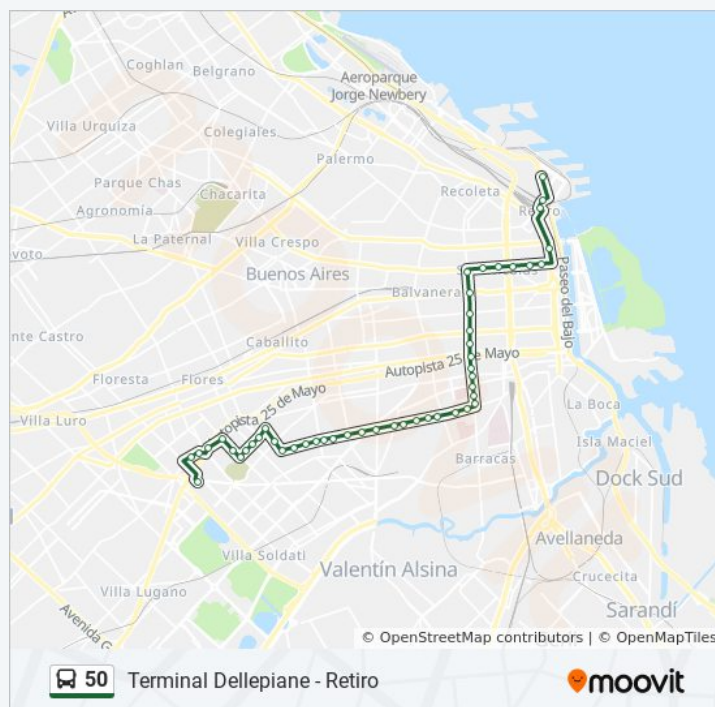 Coghlan
Belgrano
Aeroparque
Jorge Newbery
Villa Urquiza
Colegiales
Palermo
Parque Chas
Chacarita
Recoleta
Agronomía
Retiro
La Paternal
Villa Crespo
voto
Buenos Aires
Balvanera
Paseo del Bajo
nte Castro
Caballito
Autopista 25 de Mayo
Floresta
Flores
Autopista 25 de Mayo
Villa Luro
La Boca
Isla Maciel
Barracas
Dock Sud
Avellaneda
Villa Soldati
Valentín Alsina
Crucecita
Villa Lugano
Sarandí
Avenida G
© OpenStreetMap contributors | © OpenMapTiles
50 Terminal Dellepiane - Retiro
moovit